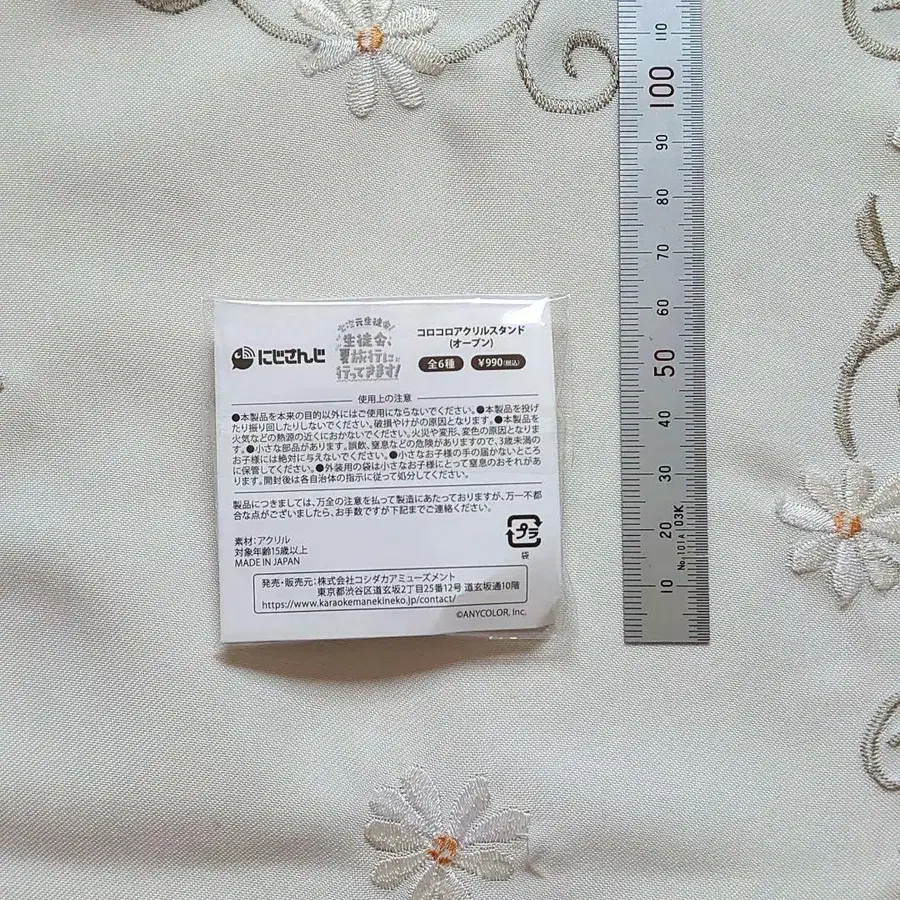 にじさんじ
五次元生徒会!
生徒会、
夏旅行に
行ってきます!
コロコロアクリルスタンド
(オープン)
全6種
¥990(税込)
使用上の注意
●本製品を本来の目的以外にはご使用にならないでください。●本製品を投げ
たり振り回したりしないでください。破損やけがの原因となります。●本製品を
火気などの熱源の近くにおかないでください。火災や変形、変色の原因となりま
す。●小さな部品があります。誤飲、窒息などの危険がありますので、3歳未満の
お子様には絶対に与えないでください。●小さなお子様の手の届かないところ
に保管してください。●外装用の袋は小さなお子様にとって窒息のおそれがあ
ります。開封後は各自治体の指示に従って処分してください。
製品につきましては、万全の注意を払って製造にあたっておりますが、万一不都
合な点がございましたら、お手数ですが下記までご連絡ください。
素材:アクリル
対象年齢15歳以上
MADE IN JAPAN
プラ
袋
発売・販売元:株式会社コシダカアミューズメント
東京都渋谷区道玄坂2丁目25番12号 道玄坂通10階
https://www.karaokemanekineko.jp/contact/
©ANYCOLOR, Inc.
110
100
90
80
70
60
50
40
30
20
10
No.101A 03K